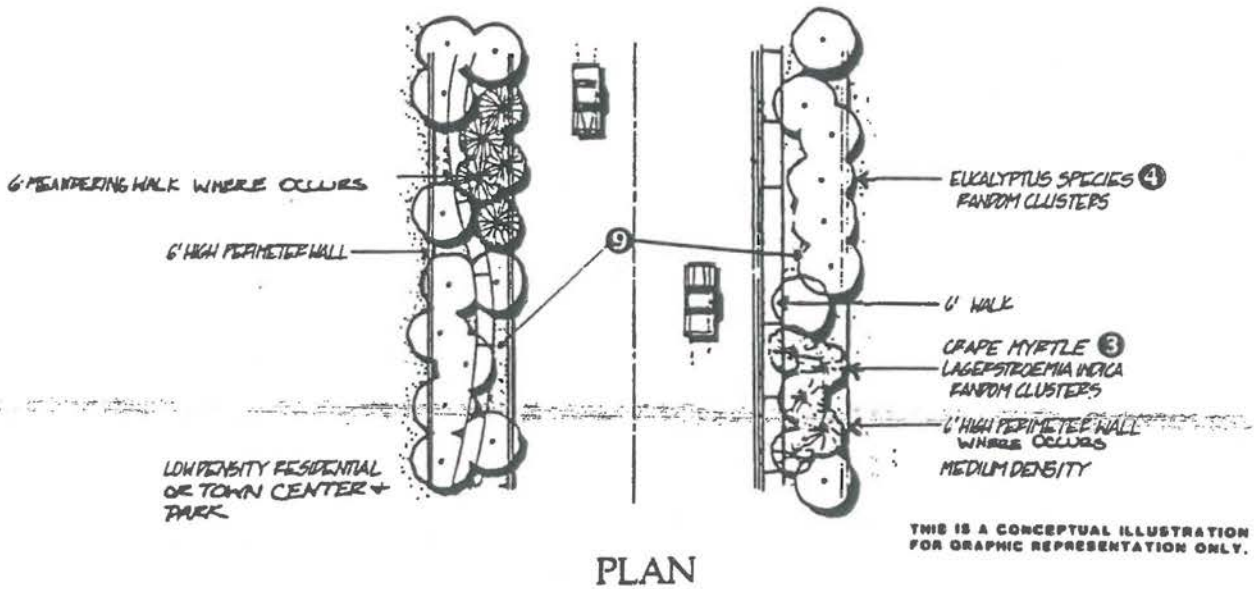 6' MEANDERING WALK WHERE OCCURS
6' HIGH PERIMETER WALL
9
EUCALYPTUS SPECIES 4
RANDOM CLUSTERS
6' WALK
CRAPE MYRTLE 3
LAGERSTROEMIA INDICA
RANDOM CLUSTERS
6' HIGH PERIMETER WALL
WHERE OCCURS
MEDIUM DENSITY
LOW DENSITY RESIDENTIAL
OR TOWN CENTER +
PARK
THIS IS A CONCEPTUAL ILLUSTRATION
FOR GRAPHIC REPRESENTATION ONLY.
PLAN